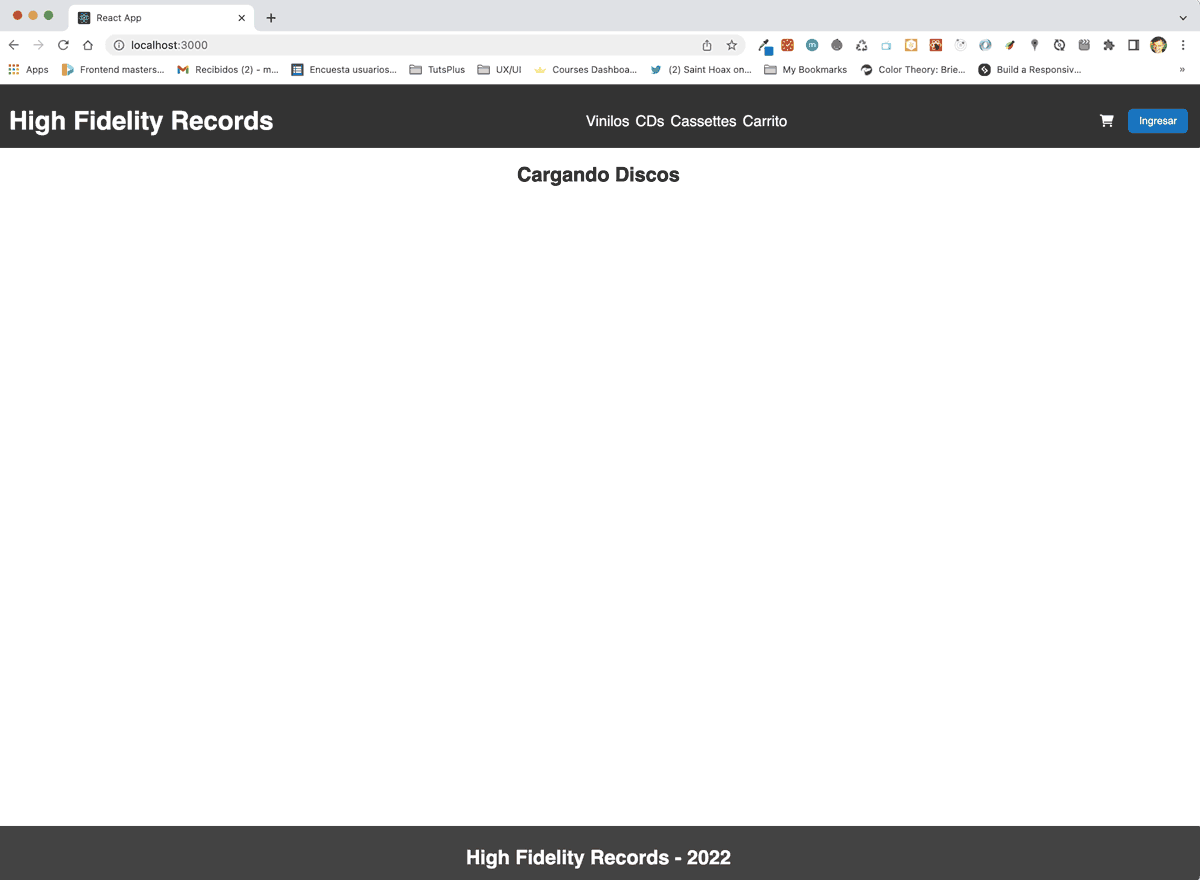 React App
localhost:3000
Apps Frontend masters... Recibidos (2) - m... Encuesta usuarios... TutsPlus UX/UI Courses Dashboa... (2) Saint Hoax on... My Bookmarks Color Theory: Brie... Build a Responsiv... »
High Fidelity Records Vinilos CDs Cassettes Carrito Ingresar
Cargando Discos
High Fidelity Records - 2022